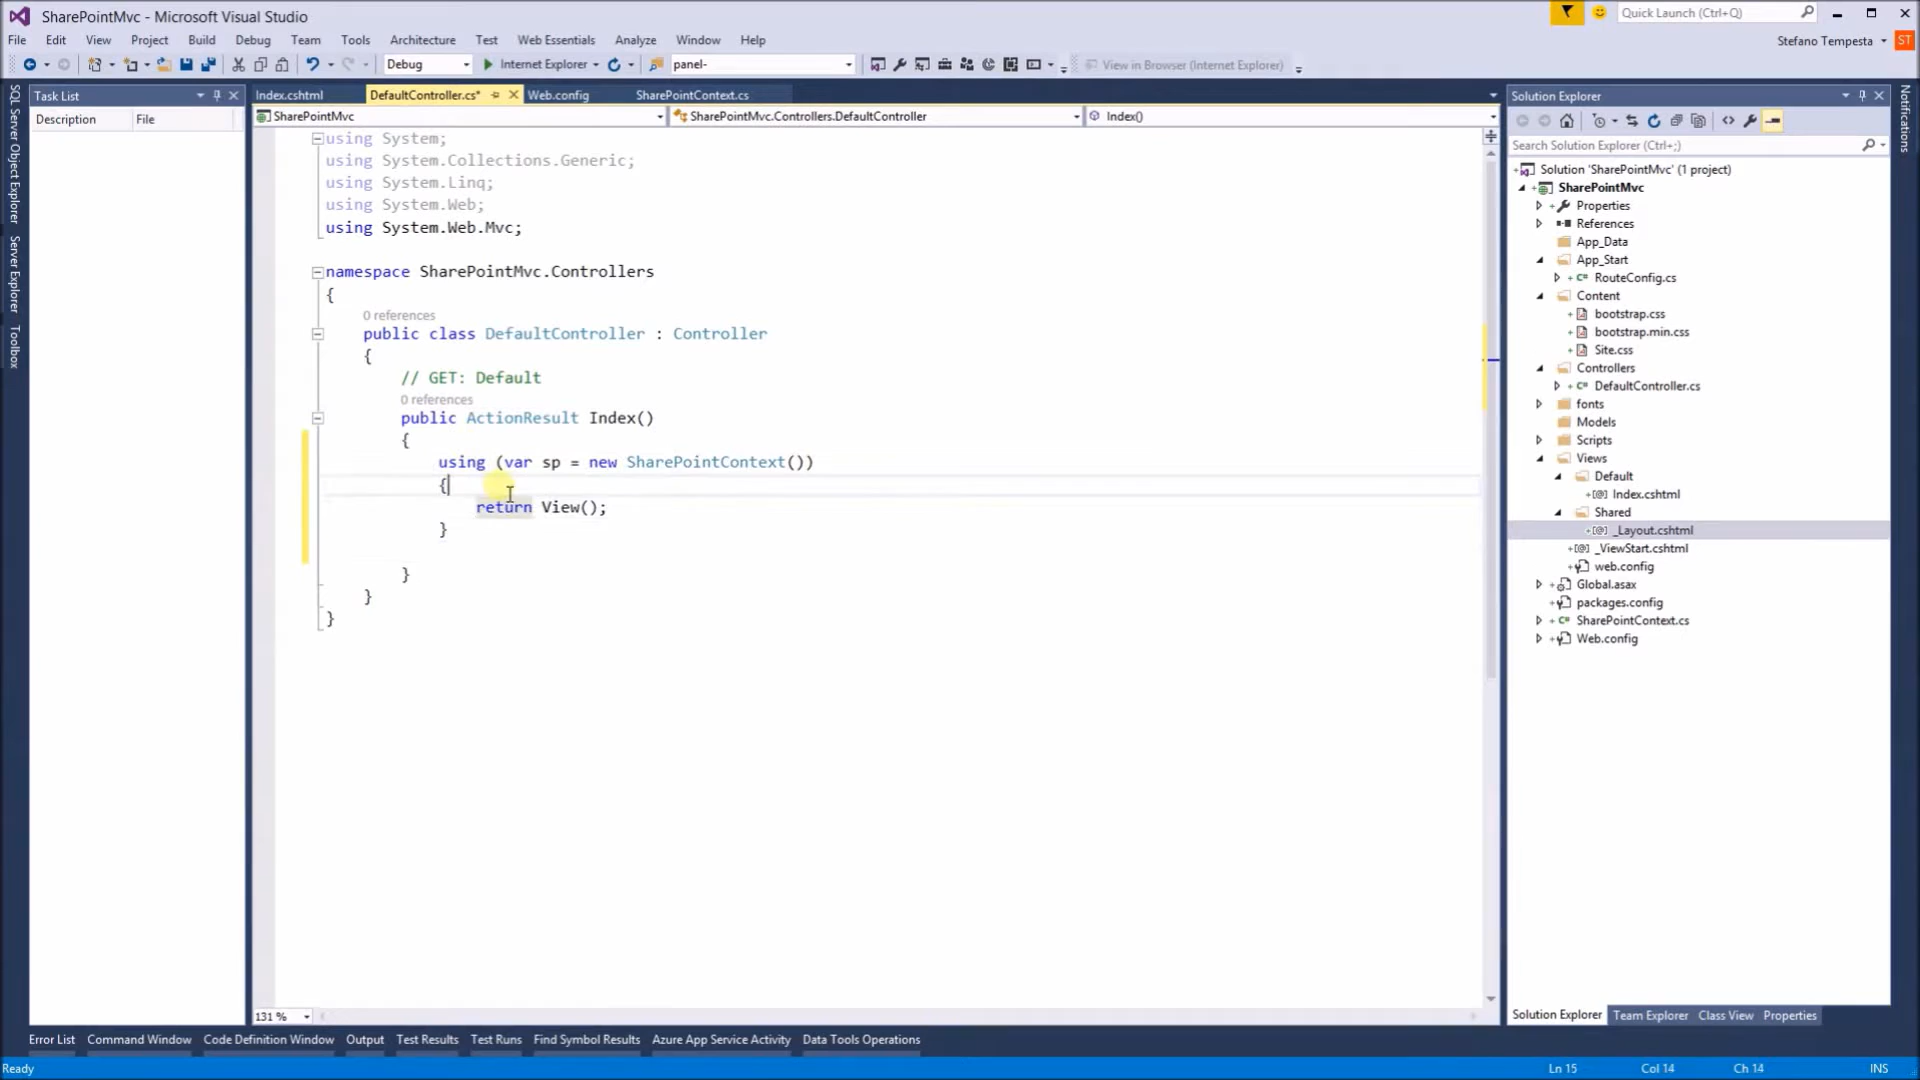 SharePointMvc - Microsoft Visual Studio
Quick Launch (Ctrl+Q)
File Edit View Project Build Debug Team Tools Architecture Test Web Essentials Analyze Window Help
Stefano Tempesta ST
Debug Internet Explorer panel- View in Browser (Internet Explorer)
SQL Server Object Explorer
Server Explorer
Toolbox
Task List
Description File
Index.cshtml DefaultController.cs* Web.config SharePointContext.cs
SharePointMvc SharePointMvc.Controllers.DefaultController Index()
using System;
using System.Collections.Generic;
using System.Linq;
using System.Web;
using System.Web.Mvc;
namespace SharePointMvc.Controllers
{
0 references
public class DefaultController : Controller
{
// GET: Default
0 references
public ActionResult Index()
{
using (var sp = new SharePointContext())
{
return View();
}
}
}
}
131 %
Solution Explorer
Search Solution Explorer (Ctrl+;)
Solution 'SharePointMvc' (1 project)
SharePointMvc
Properties
References
App_Data
App_Start
RouteConfig.cs
Content
bootstrap.css
bootstrap.min.css
Site.css
Controllers
DefaultController.cs
fonts
Models
Scripts
Views
Default
Index.cshtml
Shared
_Layout.cshtml
_ViewStart.cshtml
web.config
Global.asax
packages.config
SharePointContext.cs
Web.config
Solution Explorer Team Explorer Class View Properties
Notifications
Error List Command Window Code Definition Window Output Test Results Test Runs Find Symbol Results Azure App Service Activity Data Tools Operations
Ready Ln 15 Col 14 Ch 14 INS